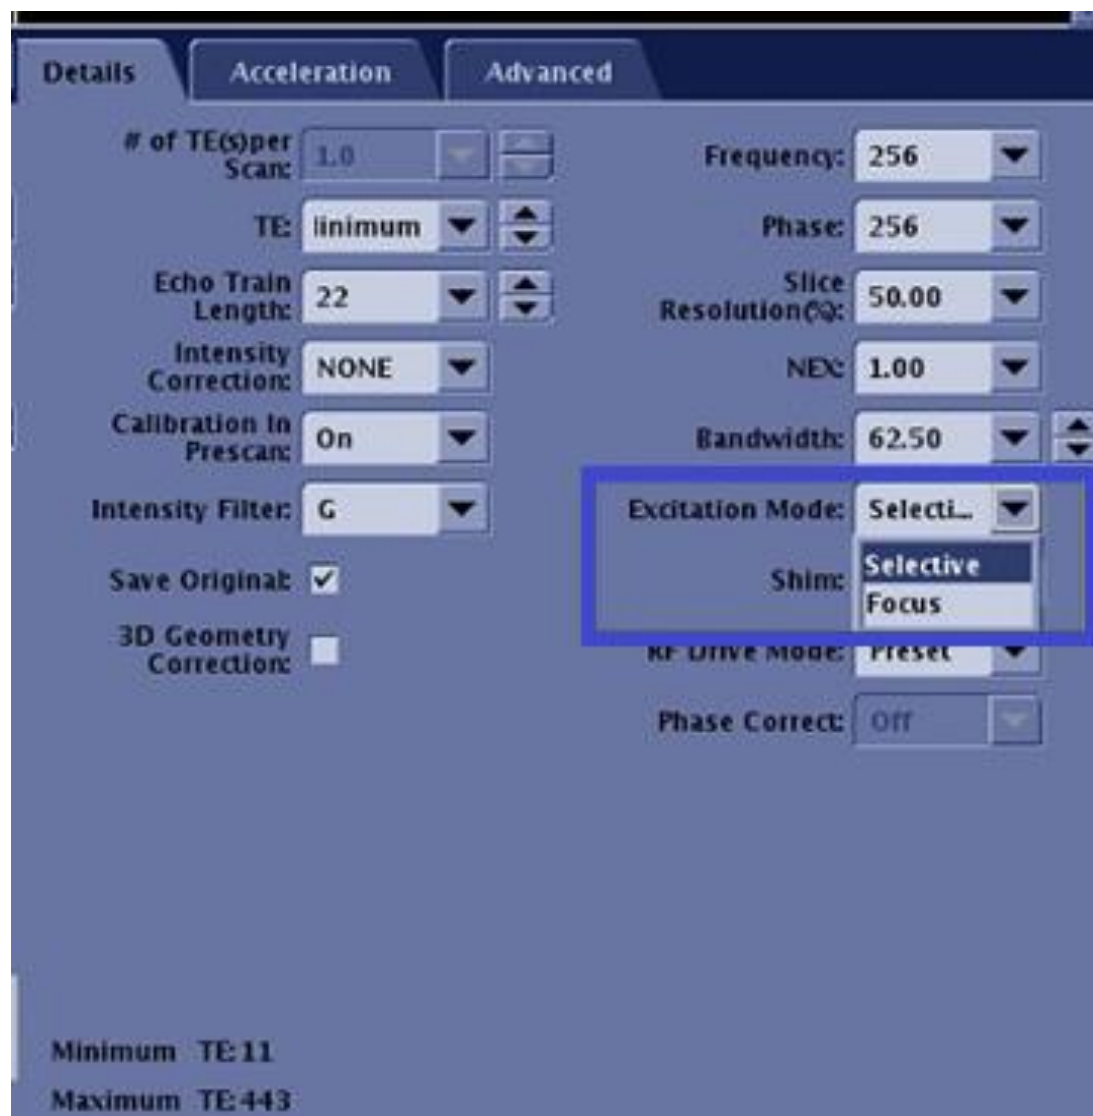 Details Acceleration Advanced
# of TE(s)per
Scan: 1.0
TE: linimum
Echo Train
Length: 22
Intensity
Correction: NONE
Calibration In
Prescan: On
Intensity Filter: G
Save Original:
3D Geometry
Correction:
Frequency: 256
Phase: 256
Slice
Resolution(%): 50.00
NEX: 1.00
Bandwidth: 62.50
Excitation Mode: Selecti...
Selective
Shim:
Focus
RF Drive Mode: Preset
Phase Correct: Off
Minimum TE:11
Maximum TE:443